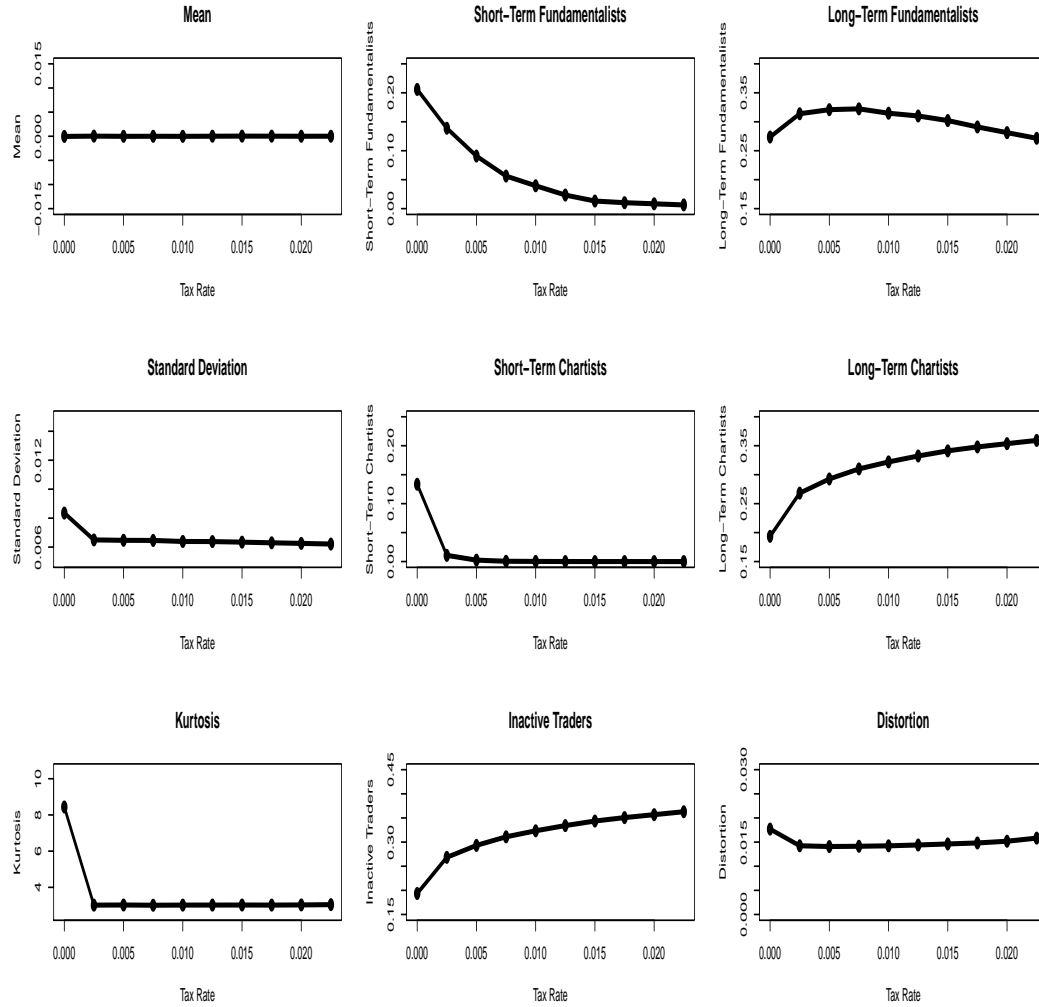 Mean
Mean
0.015
0.000
−0.015
0.000 0.005 0.010 0.015 0.020
Tax Rate
Short−Term Fundamentalists
Short−Term Fundamentalists
0.20
0.10
0.00
0.000 0.005 0.010 0.015 0.020
Tax Rate
Long−Term Fundamentalists
Long−Term Fundamentalists
0.35
0.25
0.15
0.000 0.005 0.010 0.015 0.020
Tax Rate
Standard Deviation
Standard Deviation
0.012
0.006
0.000 0.005 0.010 0.015 0.020
Tax Rate
Short−Term Chartists
Short−Term Chartists
0.20
0.10
0.00
0.000 0.005 0.010 0.015 0.020
Tax Rate
Long−Term Chartists
Long−Term Chartists
0.35
0.25
0.15
0.000 0.005 0.010 0.015 0.020
Tax Rate
Kurtosis
Kurtosis
10
8
6
4
0.000 0.005 0.010 0.015 0.020
Tax Rate
Inactive Traders
Inactive Traders
0.45
0.30
0.15
0.000 0.005 0.010 0.015 0.020
Tax Rate
Distortion
Distortion
0.030
0.015
0.000
0.000 0.005 0.010 0.015 0.020
Tax Rate